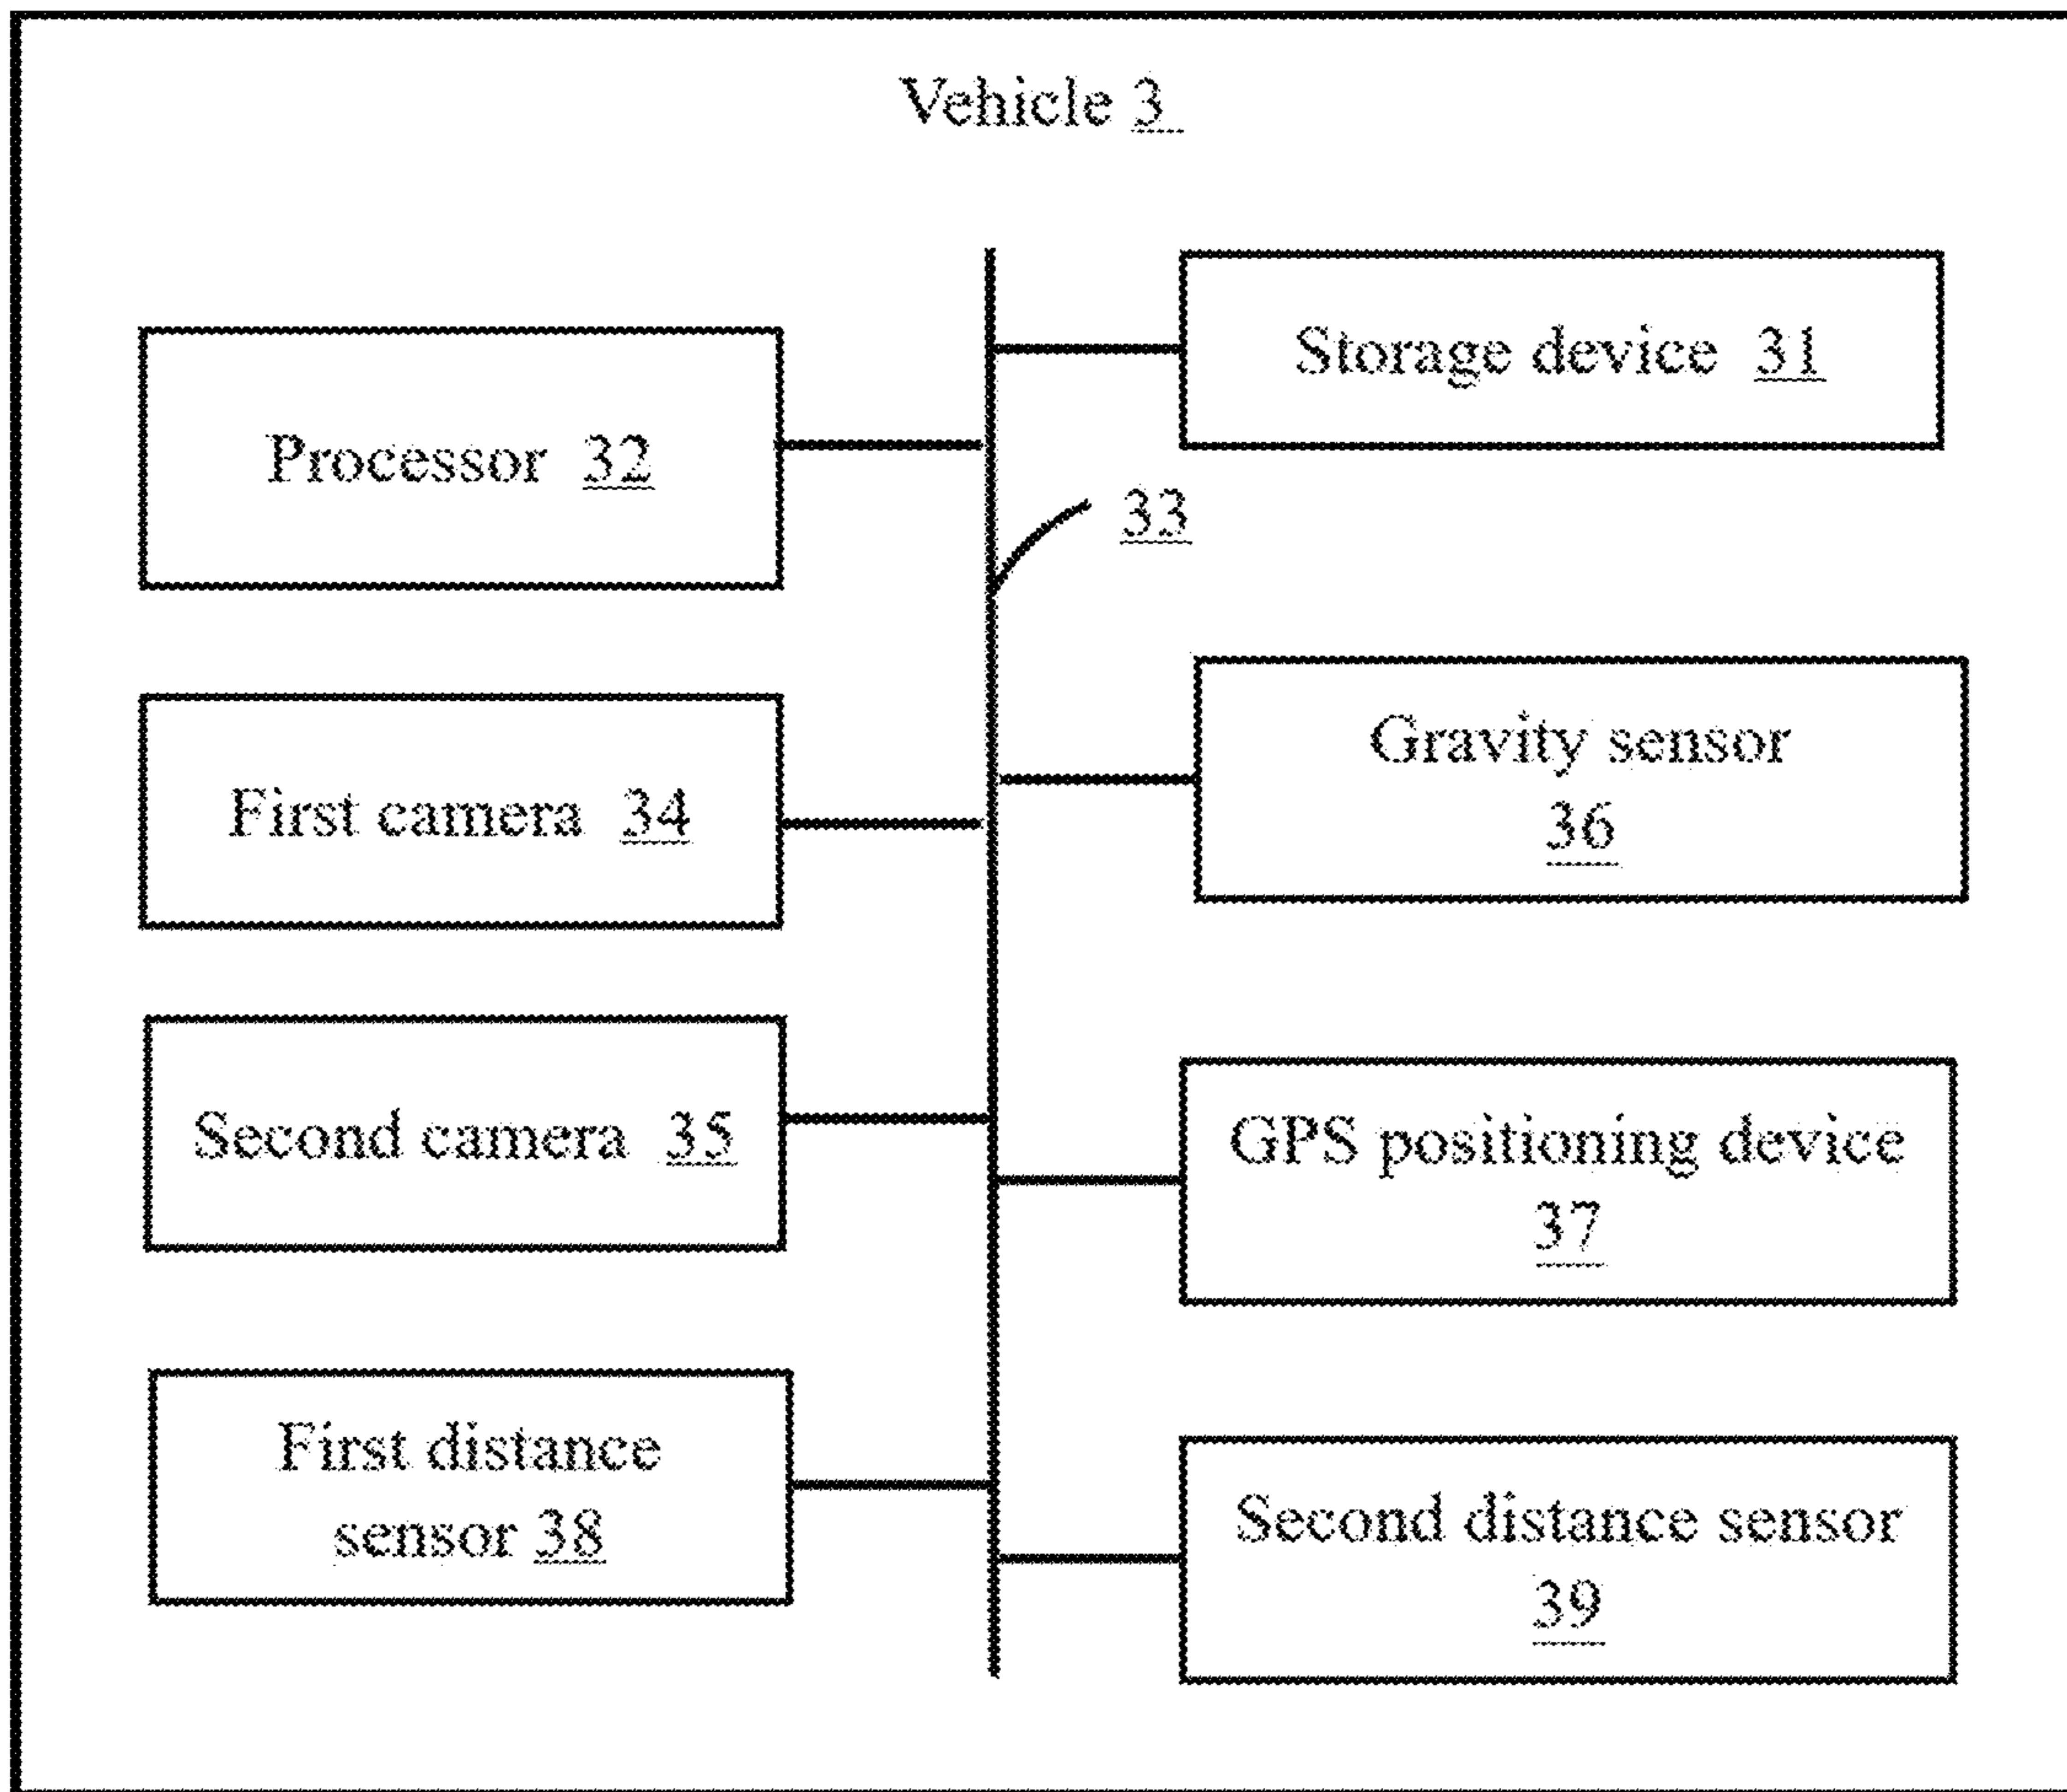 Vehicle 3
Storage device 31
Processor 32
33
Gravity sensor
36
First camera 34
Second camera 35
GPS positioning device
37
First distance
sensor 38
Second distance sensor
39